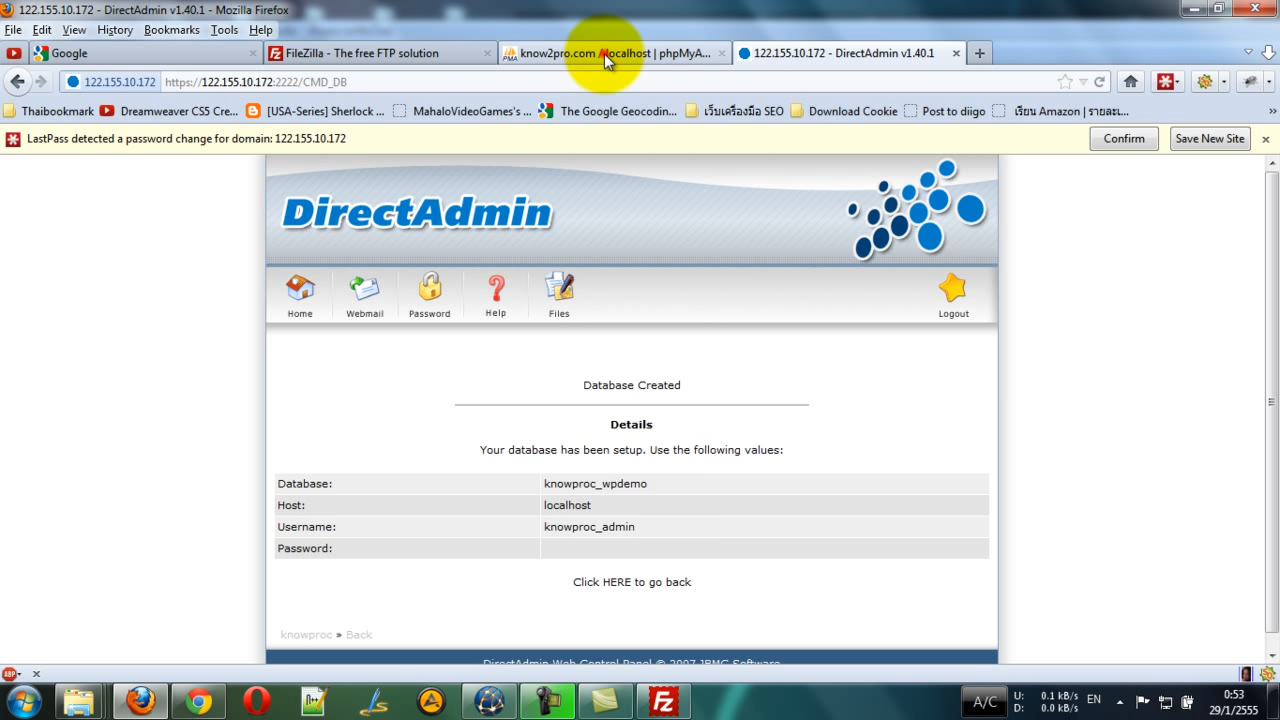 122.155.10.172 - DirectAdmin v1.40.1 - Mozilla Firefox
File Edit View History Bookmarks Tools Help
Google
FileZilla - The free FTP solution
know2pro.com / localhost | phpMyA...
122.155.10.172 - DirectAdmin v1.40.1
122.155.10.172 https://122.155.10.172:2222/CMD_DB
Thaibookmark Dreamweaver CS5 Cre... [USA-Series] Sherlock ... MahaloVideoGames's ... The Google Geocodin... เว็บเครื่องมือ SEO Download Cookie Post to diigo เรียน Amazon | รายละ... »
LastPass detected a password change for domain: 122.155.10.172 Confirm Save New Site
DirectAdmin
Home Webmail Password Help Files Logout
Database Created
Details
Your database has been setup. Use the following values:
Database: knowproc_wpdemo
Host: localhost
Username: knowproc_admin
Password:
Click HERE to go back
knowproc » Back
DirectAdmin Web Control Panel © 2007 JBMC Software
ABP
A/C U: 0.1 kB/s EN 0:53
D: 0.0 kB/s 29/1/2555